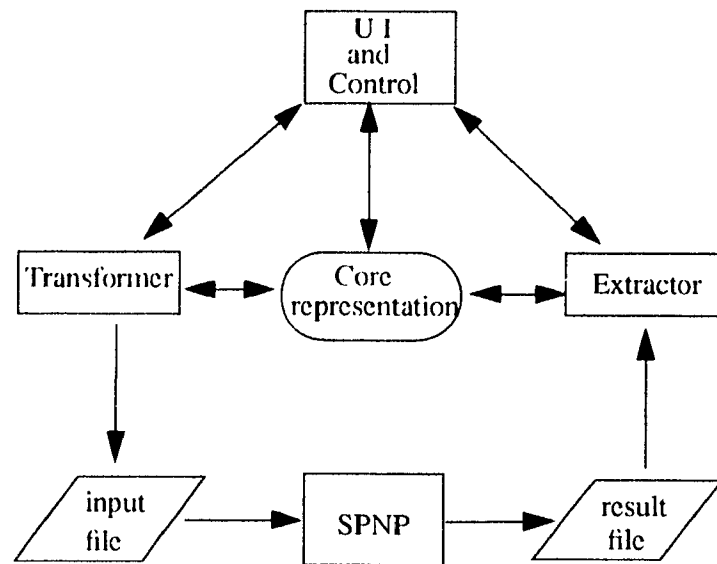 U I
and
Control
Transformer
Core
representation
Extractor
input
file
SPNP
result
file